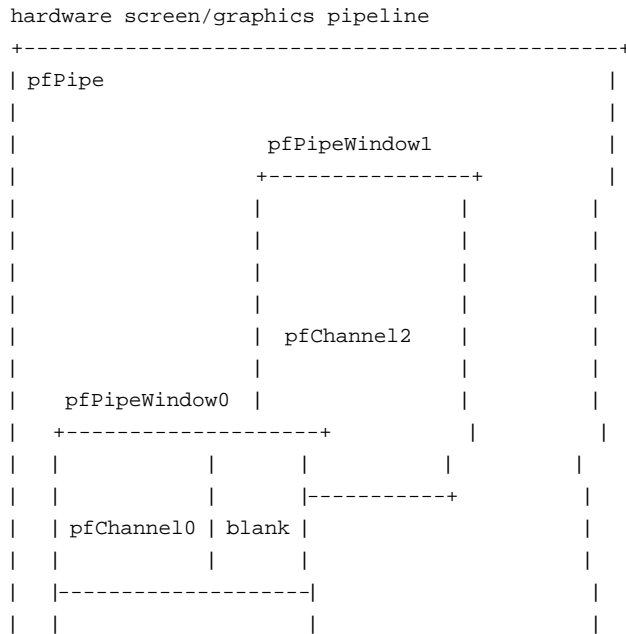 hardware screen/graphics pipeline
pfPipe
pfPipeWindow1
pfChannel2
pfPipeWindow0
pfChannel0 | blank